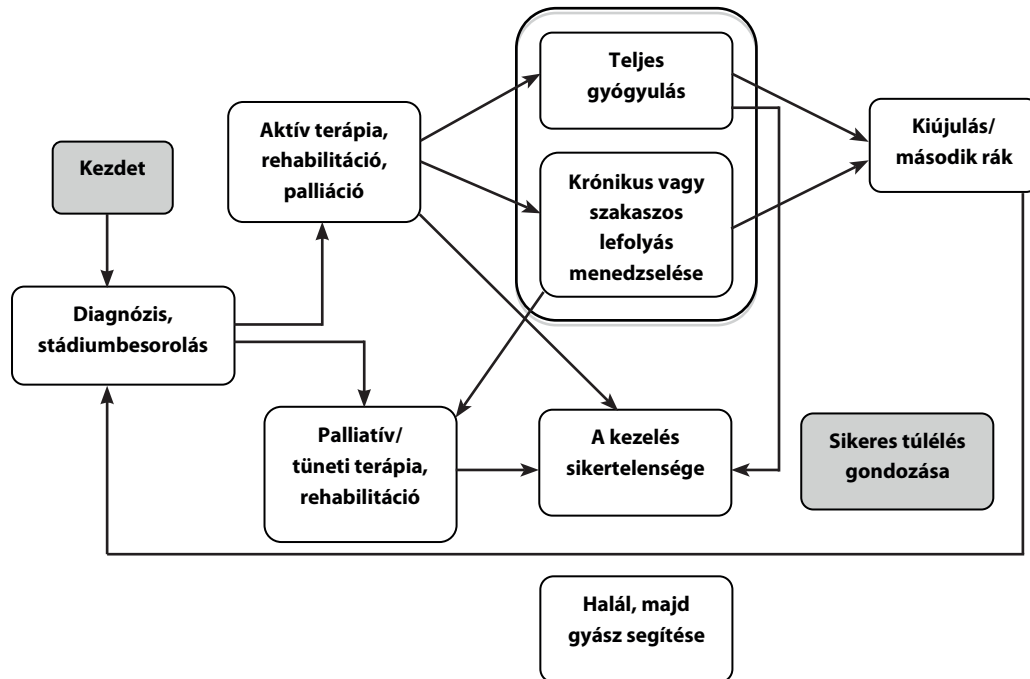 Kezdet
Diagnózis,
stádiumbesorolás
Aktív terápia,
rehabilitáció,
palliáció
Palliatív/
tüneti terápia,
rehabilitáció
Teljes
gyógyulás
Krónikus vagy
szakaszos
lefolyás
menedzselése
A kezelés
sikertelensége
Kiújulás/
második rák
Sikeres túlélés
gondozása
Halál, majd
gyász segítése